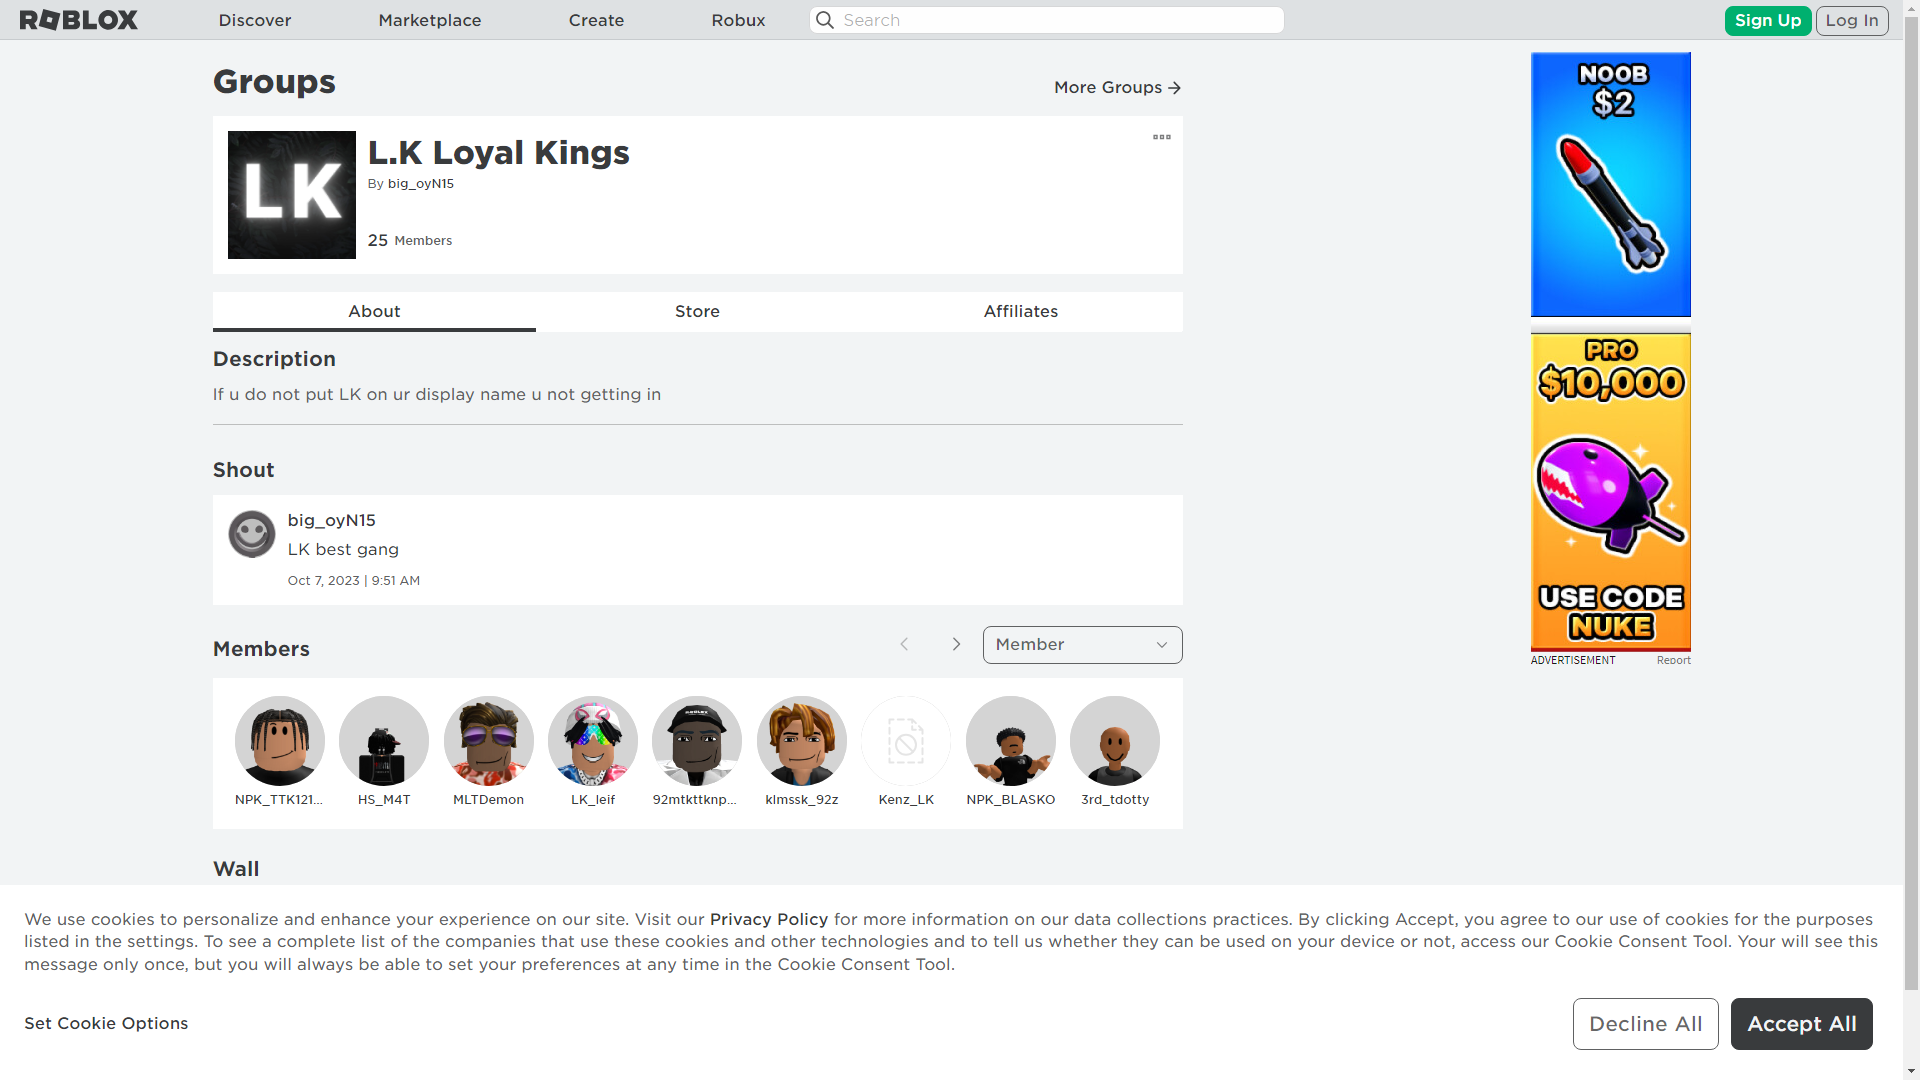 ROBLOX
Discover
Marketplace
Create
Robux
Search
Sign Up
Log In
Groups
More Groups
LK
L.K Loyal Kings
By big_oyN15
25 Members
About
Store
Affiliates
Description
If u do not put LK on ur display name u not getting in
Shout
big_oyN15
LK best gang
Oct 7, 2023 | 9:51 AM
Members
Member
NPK_TTK121...
HS_M4T
MLTDemon
LK_leif
92mtkttknp...
klmssk_92z
Kenz_LK
NPK_BLASKO
3rd_tdotty
Wall
NOOB
$2
PRO
$10,000
USE CODE
NUKE
ADVERTISEMENT
Report
We use cookies to personalize and enhance your experience on our site. Visit our Privacy Policy for more information on our data collections practices. By clicking Accept, you agree to our use of cookies for the purposes
listed in the settings. To see a complete list of the companies that use these cookies and other technologies and to tell us whether they can be used on your device or not, access our Cookie Consent Tool. Your will see this
message only once, but you will always be able to set your preferences at any time in the Cookie Consent Tool.
Set Cookie Options
Decline All
Accept All